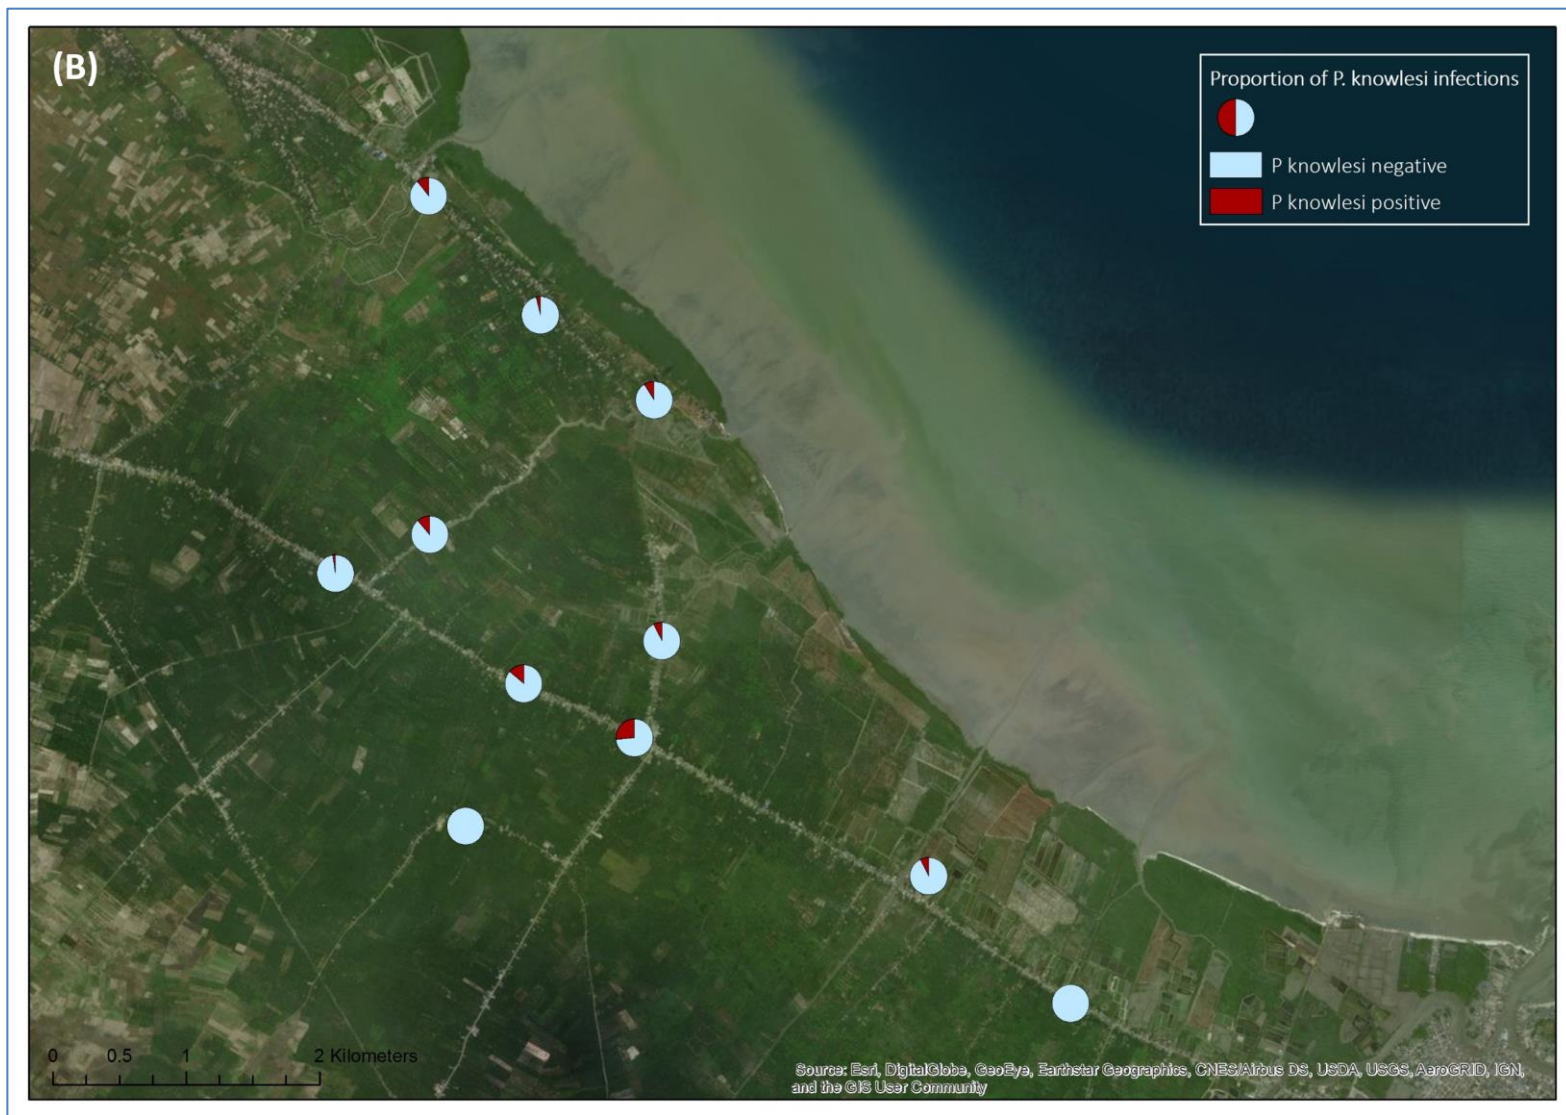 (B)
Proportion of P. knowlesi infections
P knowlesi negative
P knowlesi positive
0 0.5 1 2 Kilometers
Source: Esri, DigitalGlobe, GeoEye, Earthstar Geographics, CNES/Airbus DS, USDA, USGS, AeroGRID, IGN,
and the GIS User Community